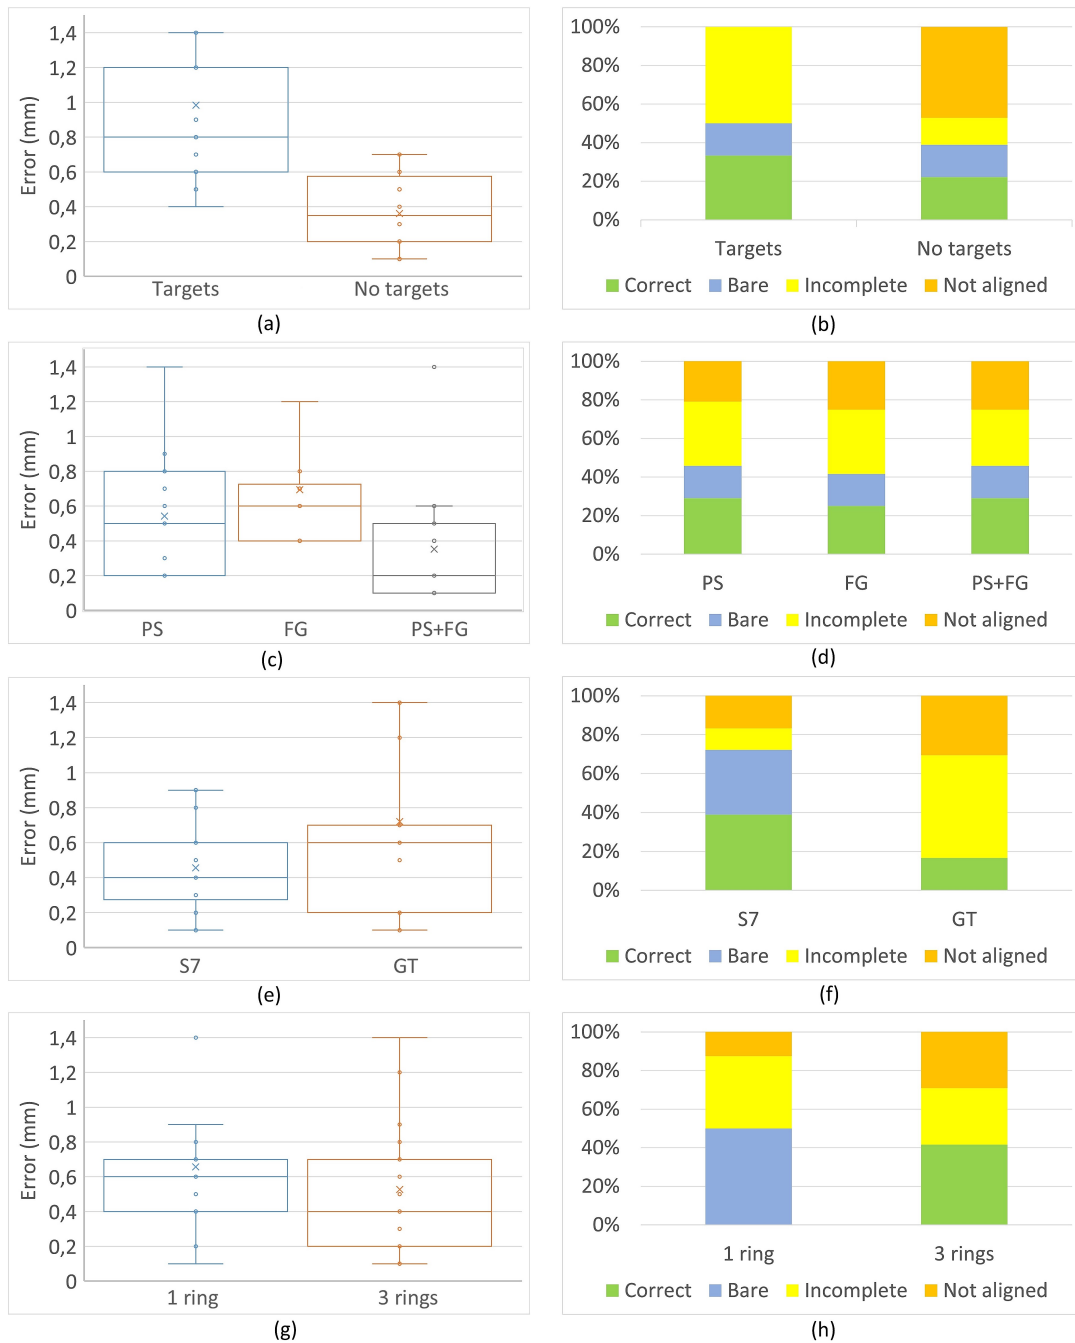 1,4
1,2
1
0,8
0,6
0,4
0,2
0
Error (mm)
Targets No targets
(a)
100%
80%
60%
40%
20%
0%
Targets No targets
Correct Bare Incomplete Not aligned
(b)
1,4
1,2
1
0,8
0,6
0,4
0,2
0
Error (mm)
PS FG PS+FG
(c)
100%
80%
60%
40%
20%
0%
PS FG PS+FG
Correct Bare Incomplete Not aligned
(d)
1,4
1,2
1
0,8
0,6
0,4
0,2
0
Error (mm)
S7 GT
(e)
100%
80%
60%
40%
20%
0%
S7 GT
Correct Bare Incomplete Not aligned
(f)
1,4
1,2
1
0,8
0,6
0,4
0,2
0
Error (mm)
1 ring 3 rings
(g)
100%
80%
60%
40%
20%
0%
1 ring 3 rings
Correct Bare Incomplete Not aligned
(h)